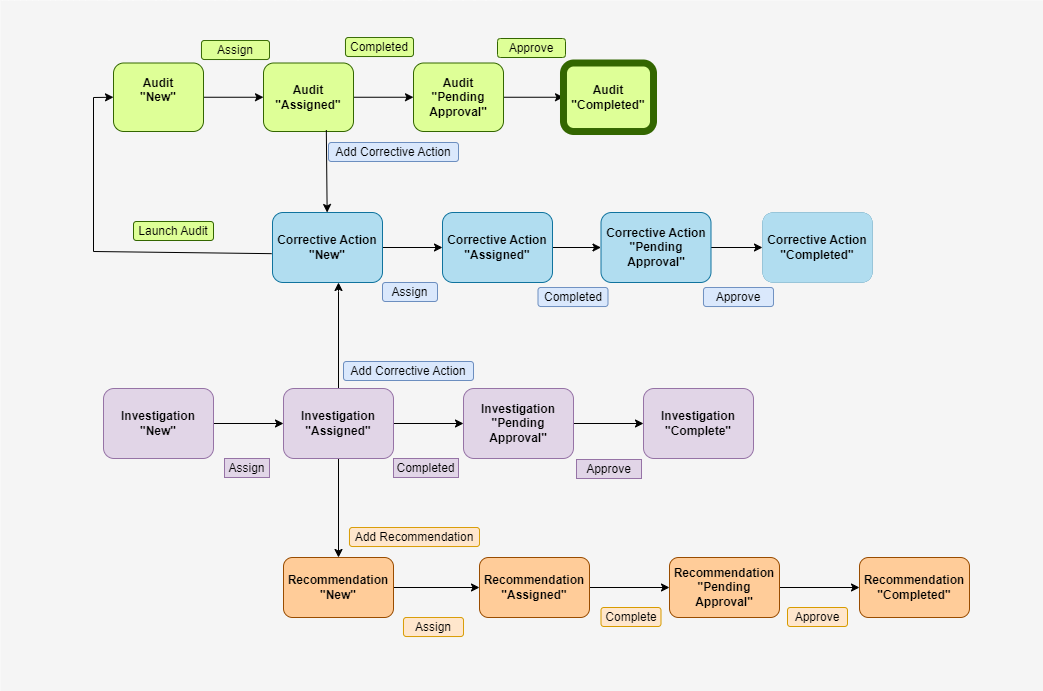 Assign
Completed
Approve
Audit
"New"
Audit
"Assigned"
Audit
"Pending
Approval"
Audit
"Completed"
Add Corrective Action
Launch Audit
Corrective Action
"New"
Corrective Action
"Assigned"
Corrective Action
"Pending
Approval"
Corrective Action
"Completed"
Assign
Completed
Approve
Add Corrective Action
Investigation
"New"
Investigation
"Assigned"
Investigation
"Pending
Approval"
Investigation
"Complete"
Assign
Completed
Approve
Add Recommendation
Recommendation
"New"
Recommendation
"Assigned"
Recommendation
"Pending
Approval"
Recommendation
"Completed"
Assign
Complete
Approve